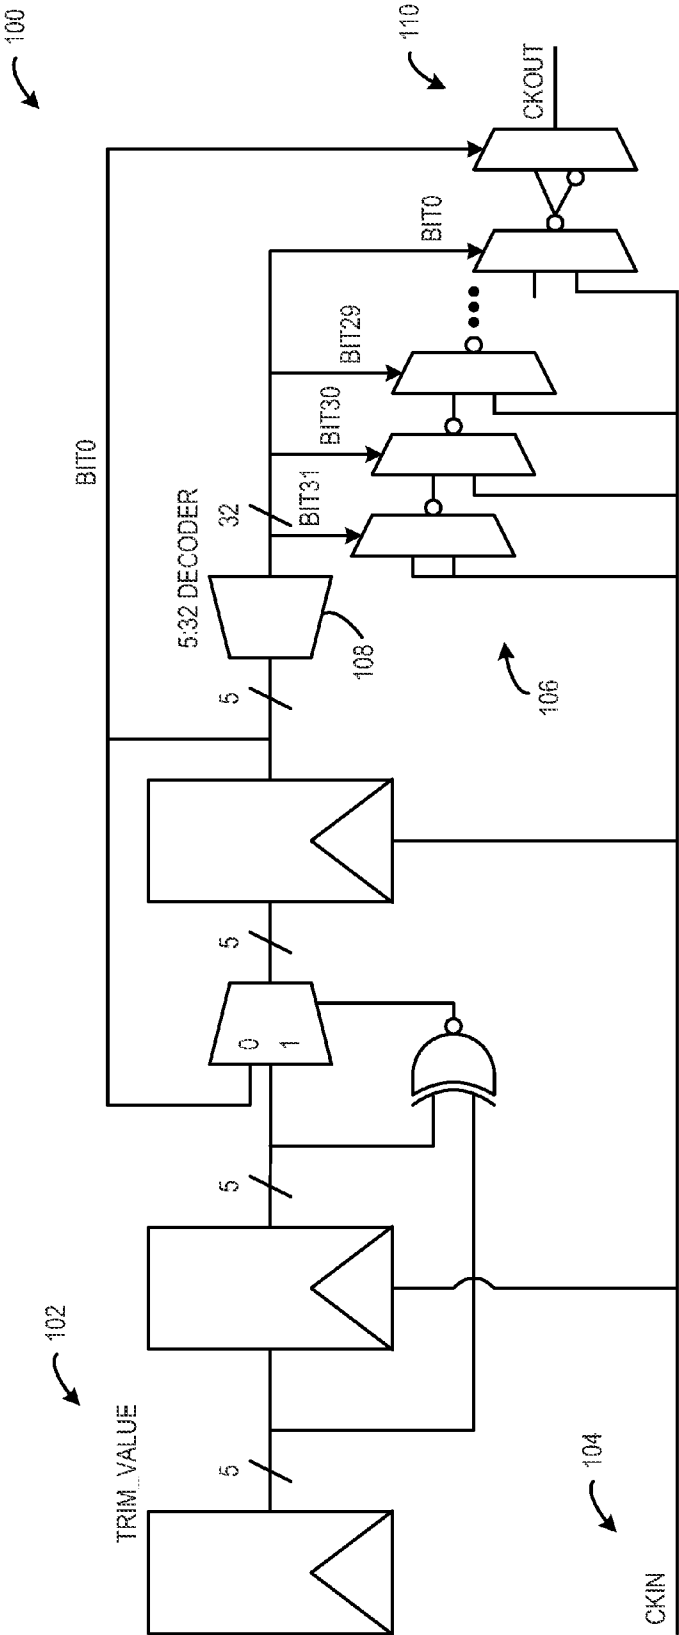 100
110
CKOUT
BIT0
BIT0
BIT29
BIT30
BIT31
32
5:32 DECODER
108
106
5
5
0
1
5
102
TRIM_VALUE
5
104
CKIN